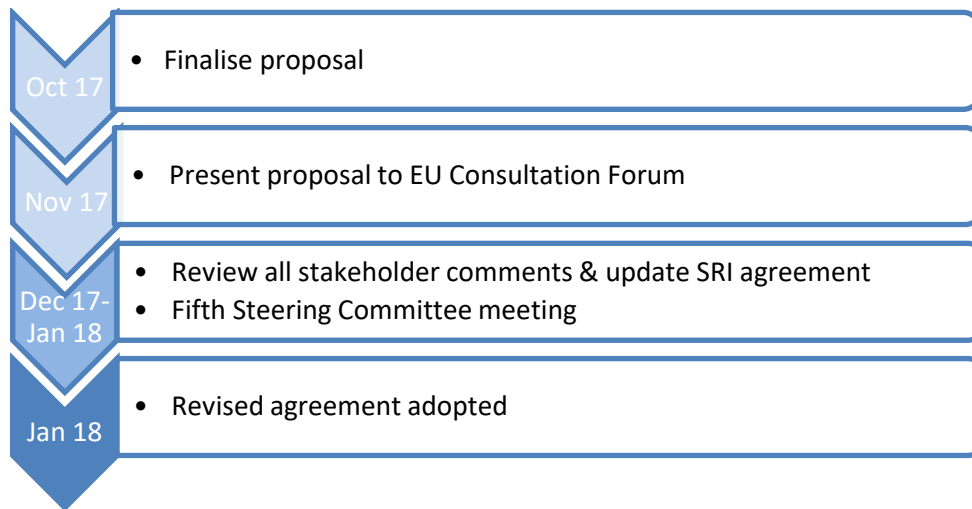 Oct 17
• Finalise proposal
Nov 17
• Present proposal to EU Consultation Forum
Dec 17-
Jan 18
• Review all stakeholder comments & update SRI agreement
• Fifth Steering Committee meeting
Jan 18
• Revised agreement adopted